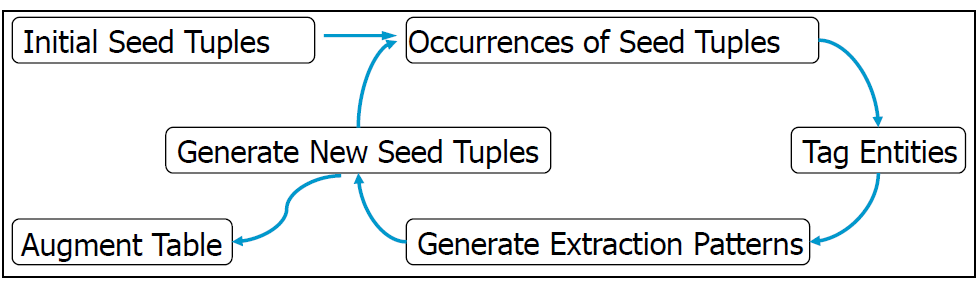 Initial Seed Tuples
Occurrences of Seed Tuples
Generate New Seed Tuples
Tag Entities
Augment Table
Generate Extraction Patterns